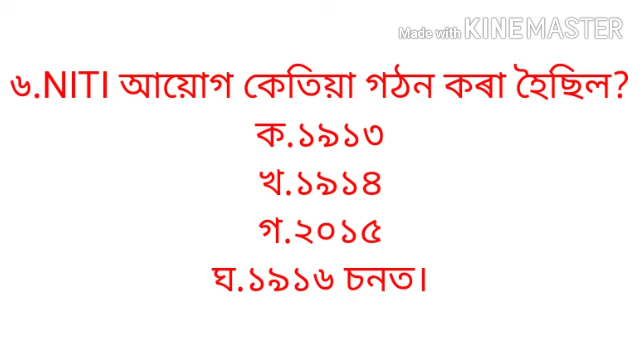 Made with KINEMASTER
৬.NITI আয়োগ কেতিয়া গঠন কৰা হৈছিল?
ক.১৯১৩
খ.১৯১৪
গ.২০১৫
ঘ.১৯১৬ চনত।